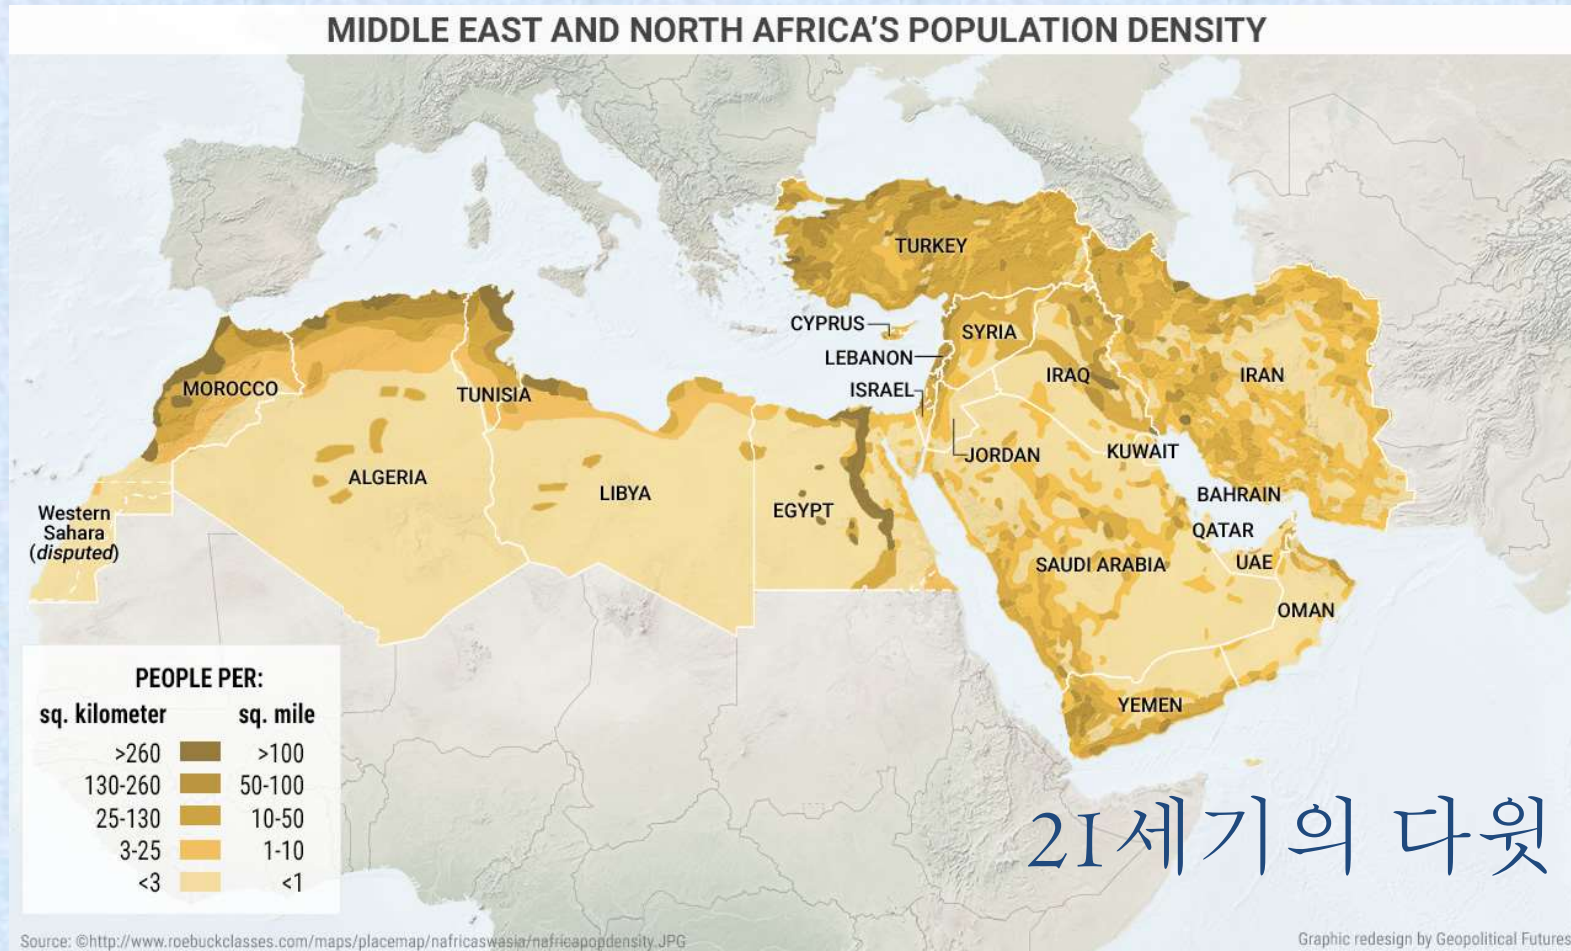 MIDDLE EAST AND NORTH AFRICA'S POPULATION DENSITY
TURKEY
CYPRUS
SYRIA
LEBANON
ISRAEL
IRAQ
IRAN
MOROCCO
TUNISIA
JORDAN
KUWAIT
ALGERIA
LIBYA
EGYPT
BAHRAIN
QATAR
Western
Sahara
(disputed)
SAUDI ARABIA
UAE
OMAN
YEMEN
PEOPLE PER:
sq. kilometer sq. mile
>260 >100
130-260 50-100
25-130 10-50
3-25 1-10
<3 <1
21세기의 다윗
Source: ©http://www.roebuckclasses.com/maps/placemap/nafricaswasia/nafricapopdensity.JPG
Graphic redesign by Geopolitical Futures